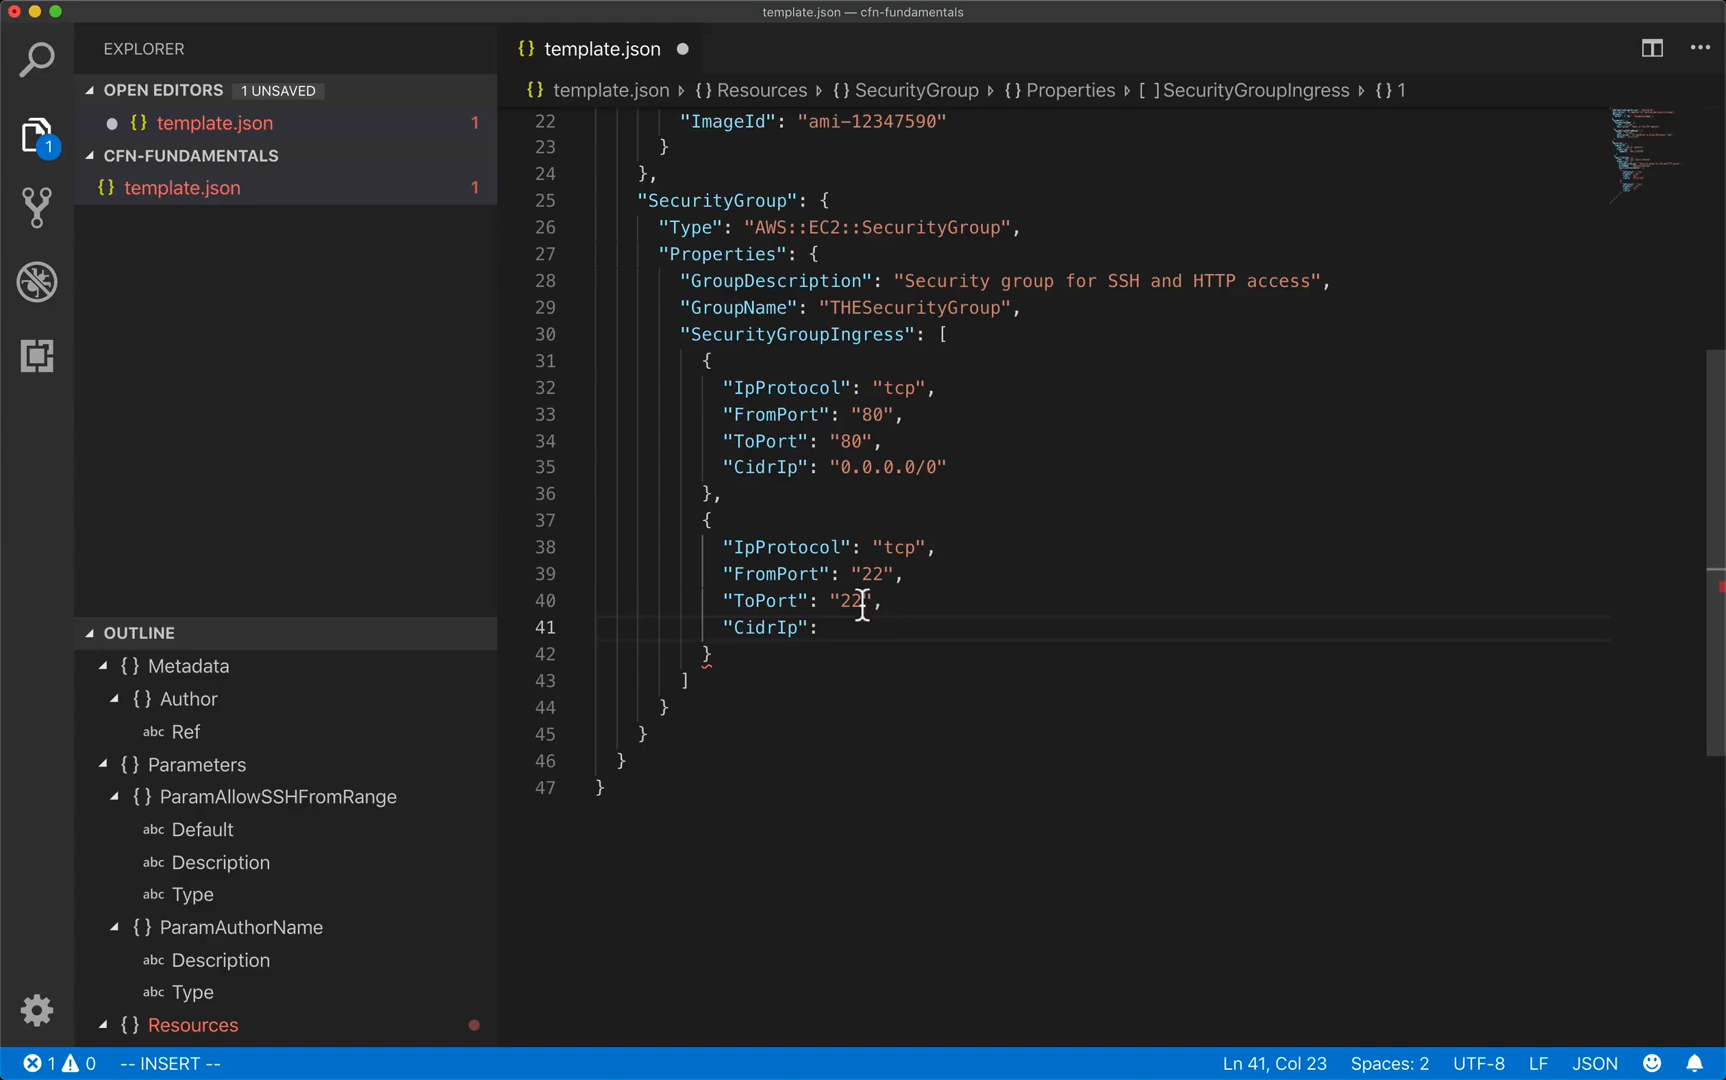 template.json — cfn-fundamentals
EXPLORER
OPEN EDITORS 1 UNSAVED
{} template.json 1
CFN-FUNDAMENTALS
{} template.json 1
1
OUTLINE
{} Metadata
{} Author
abc Ref
{} Parameters
{} ParamAllowSSHFromRange
abc Default
abc Description
abc Type
{} ParamAuthorName
abc Description
abc Type
{} Resources
{} template.json
{} template.json {} Resources {} SecurityGroup {} Properties [ ] SecurityGroupIngress {} 1
22 "ImageId": "ami-12347590"
23 }
24 },
25 "SecurityGroup": {
26 "Type": "AWS::EC2::SecurityGroup",
27 "Properties": {
28 "GroupDescription": "Security group for SSH and HTTP access",
29 "GroupName": "THESecurityGroup",
30 "SecurityGroupIngress": [
31 {
32 "IpProtocol": "tcp",
33 "FromPort": "80",
34 "ToPort": "80",
35 "CidrIp": "0.0.0.0/0"
36 },
37 {
38 "IpProtocol": "tcp",
39 "FromPort": "22",
40 "ToPort": "22",
41 "CidrIp":
42 }
43 ]
44 }
45 }
46 }
47 }
1 0 -- INSERT -- Ln 41, Col 23 Spaces: 2 UTF-8 LF JSON